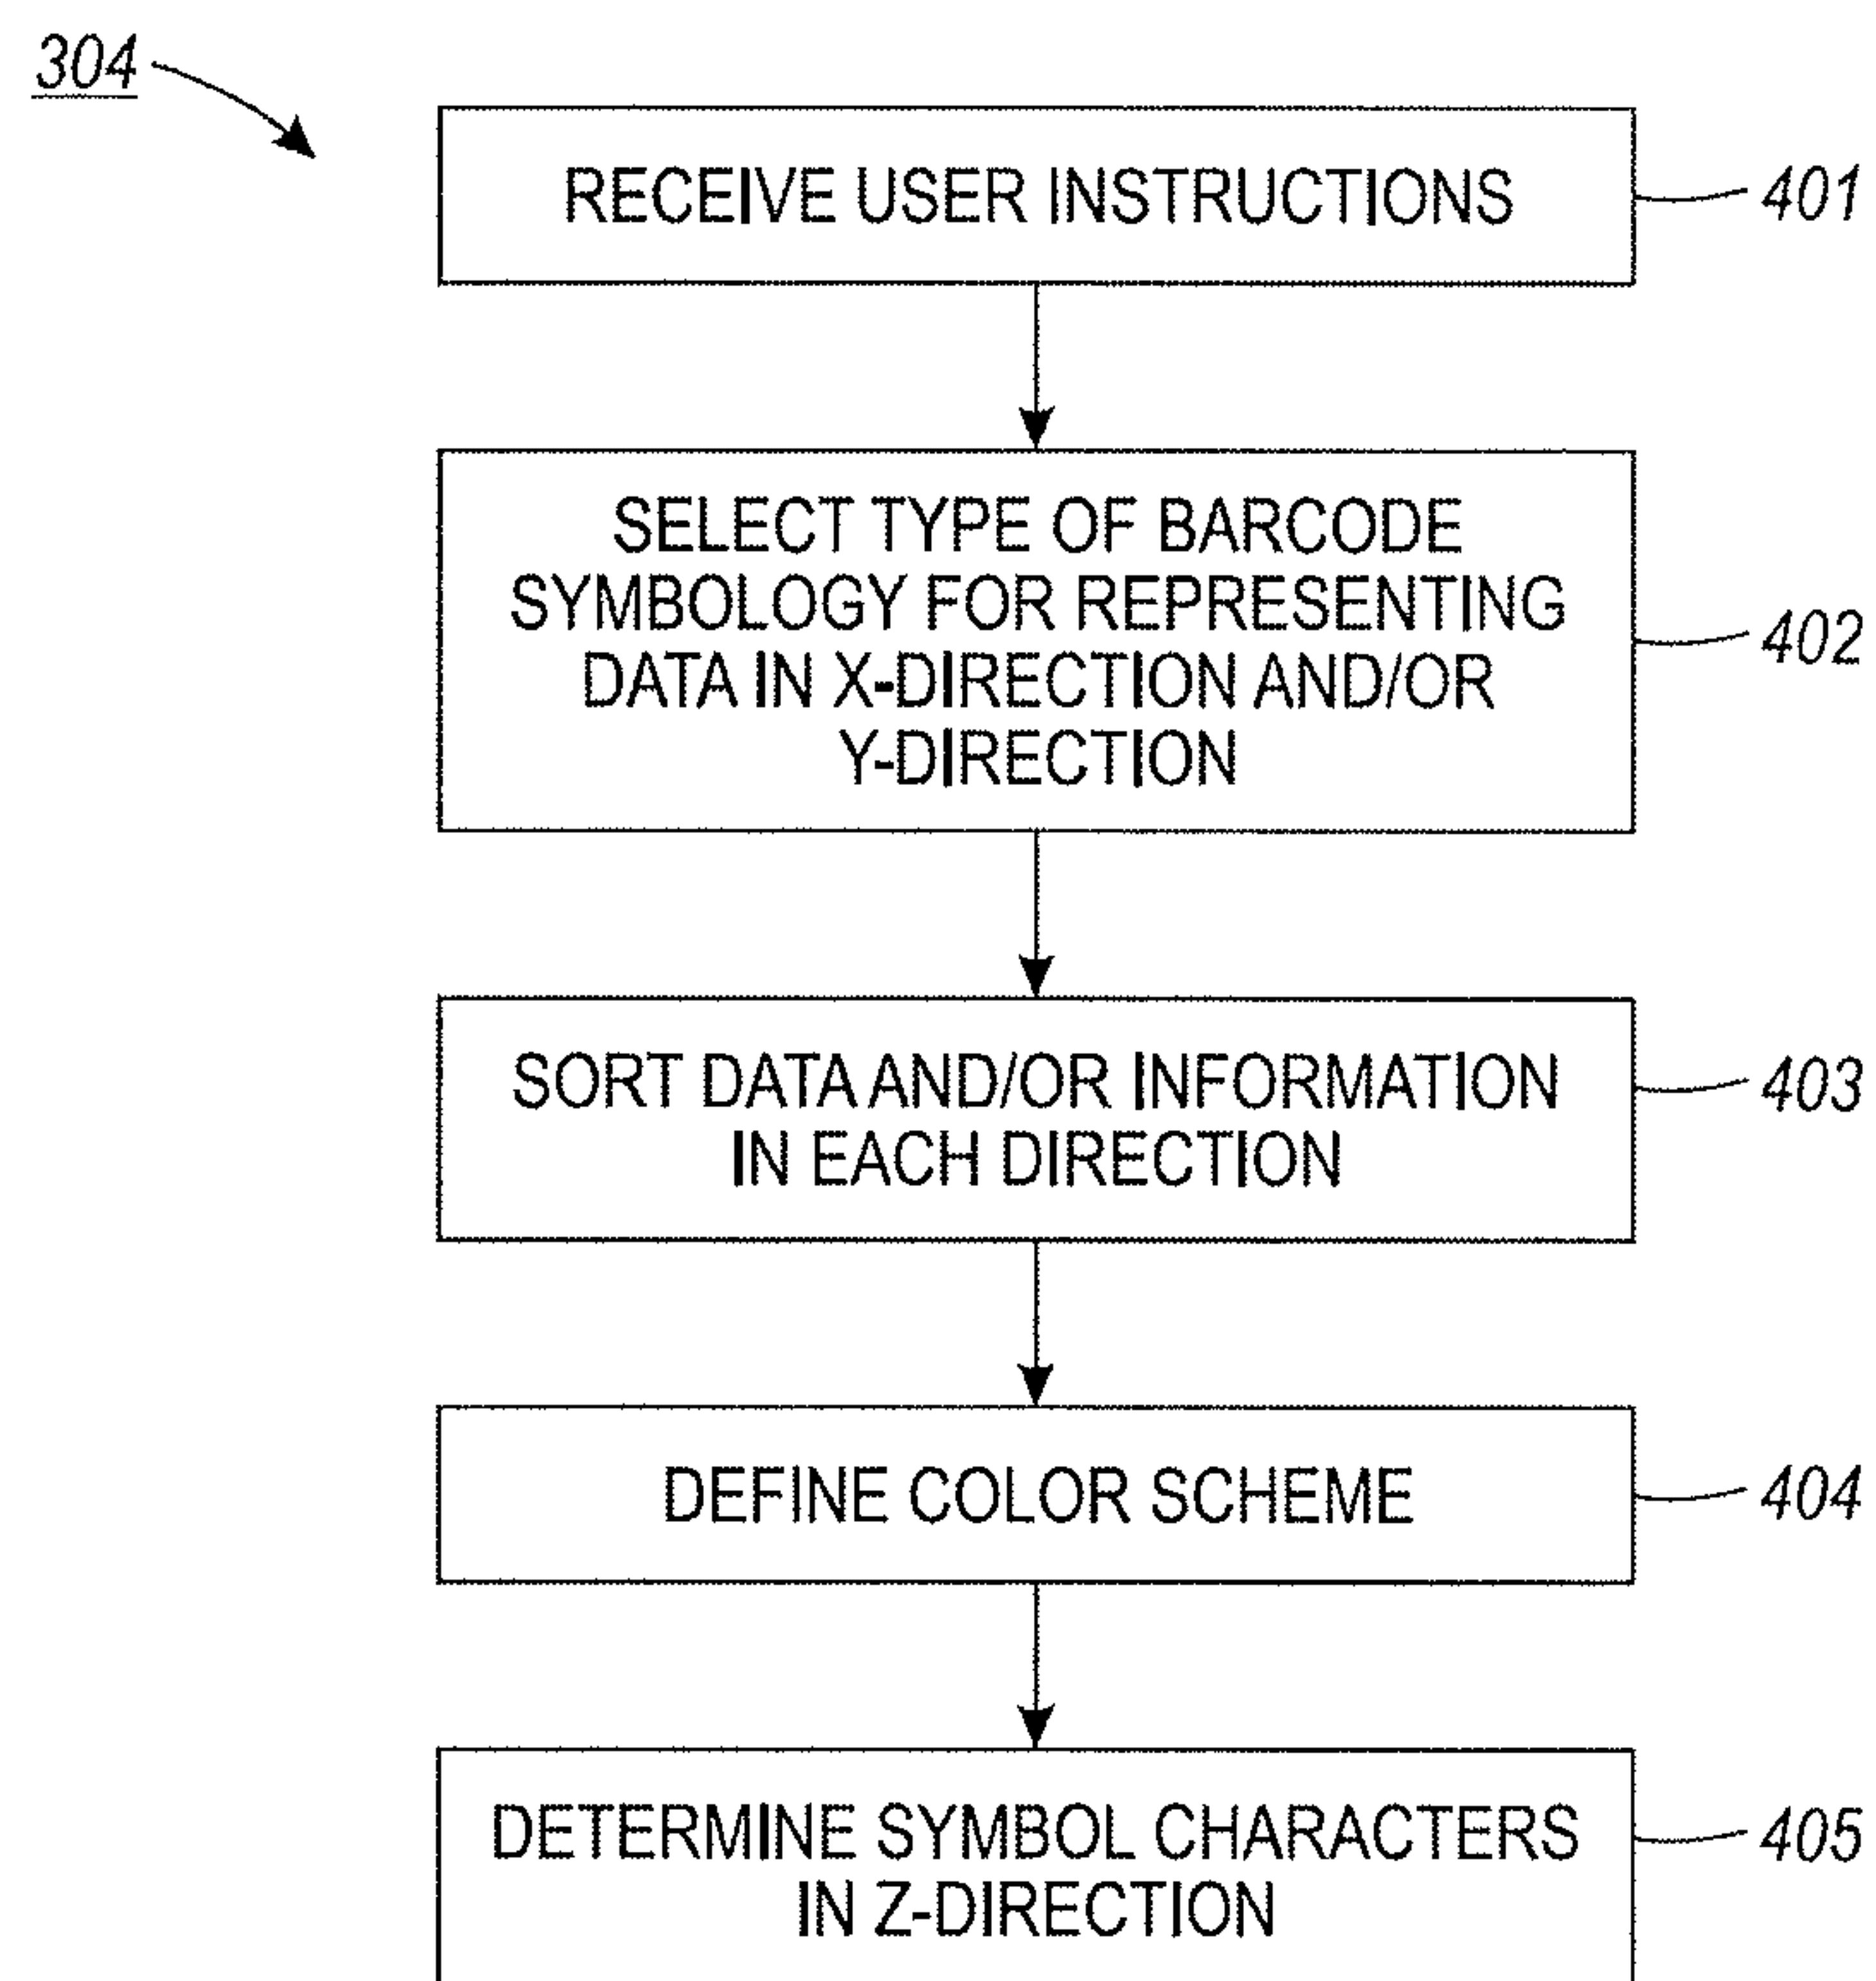 304
RECEIVE USER INSTRUCTIONS
401
SELECT TYPE OF BARCODE
SYMBOLOGY FOR REPRESENTING
DATA IN X-DIRECTION AND/OR
Y-DIRECTION
402
SORT DATA AND/OR INFORMATION
IN EACH DIRECTION
403
DEFINE COLOR SCHEME
404
DETERMINE SYMBOL CHARACTERS
IN Z-DIRECTION
405